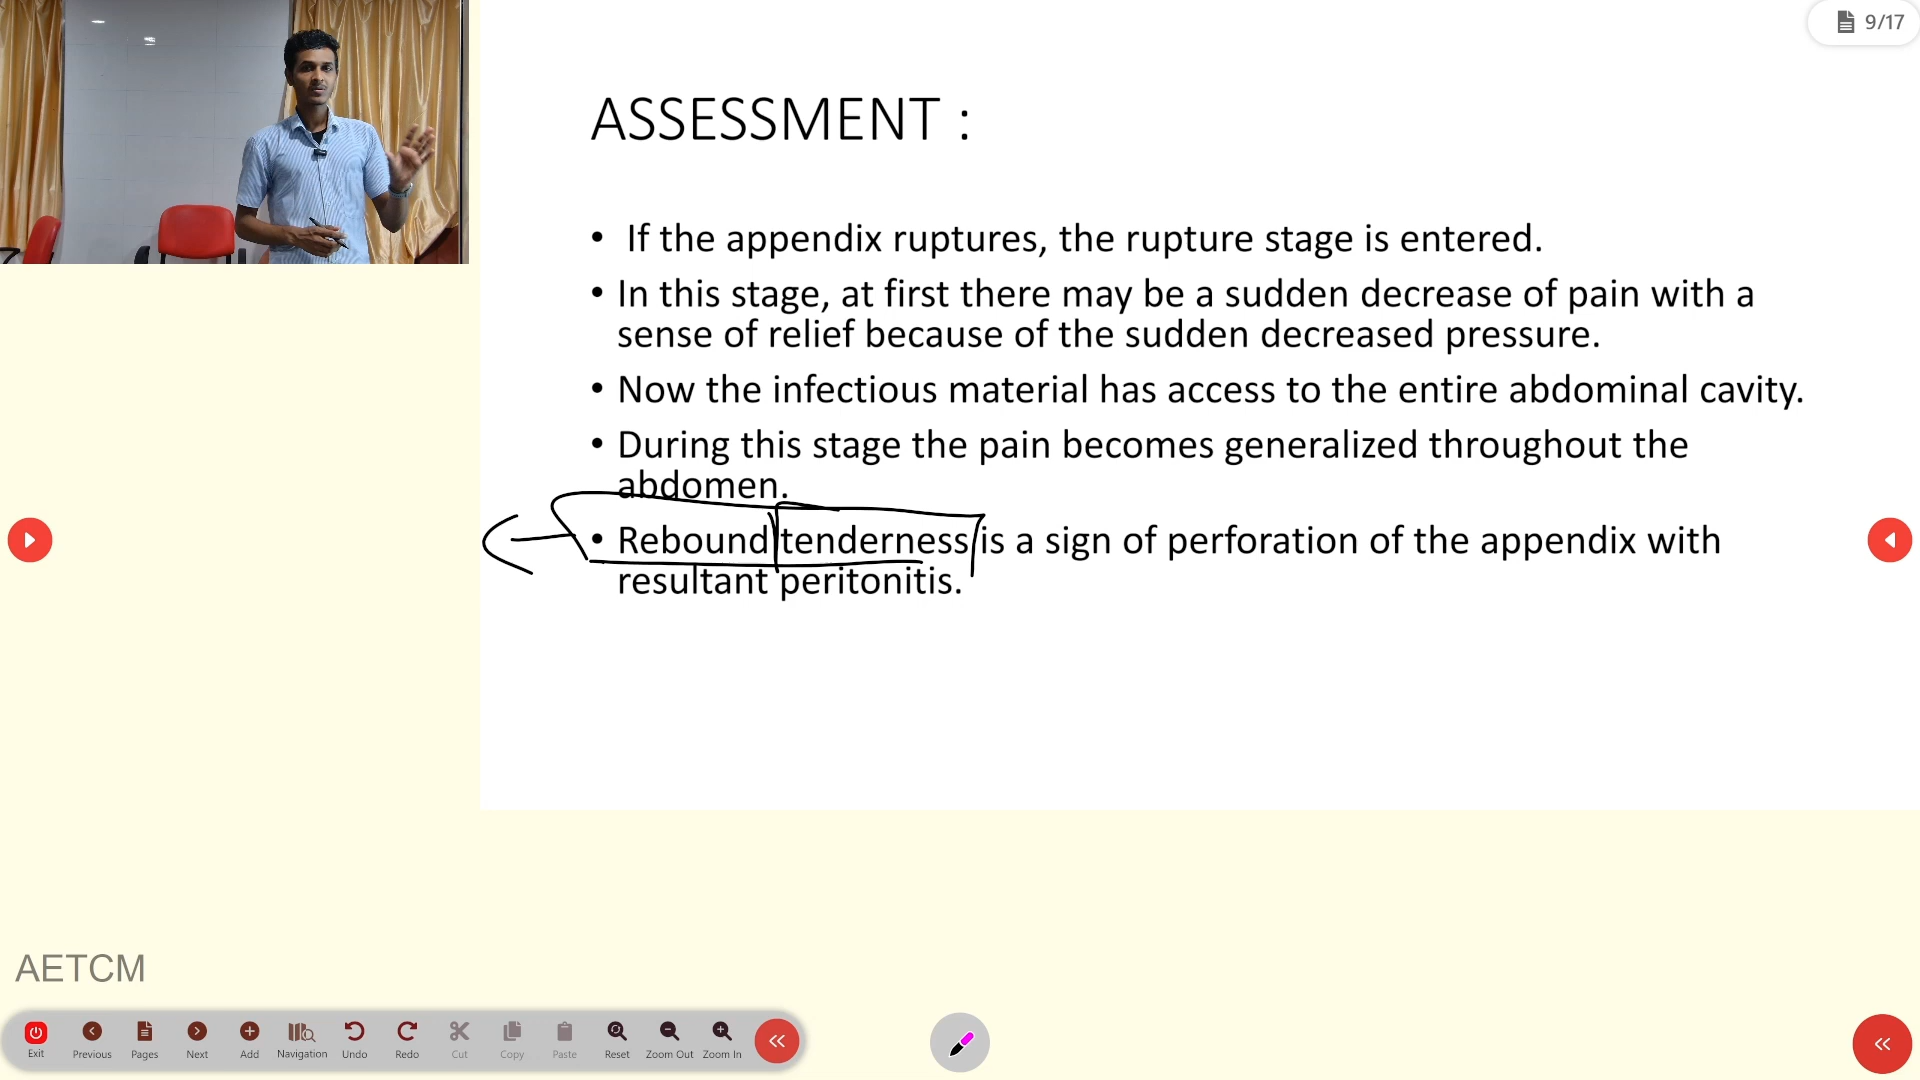 9/17
ASSESSMENT :
• If the appendix ruptures, the rupture stage is entered.
• In this stage, at first there may be a sudden decrease of pain with a
sense of relief because of the sudden decreased pressure.
• Now the infectious material has access to the entire abdominal cavity.
• During this stage the pain becomes generalized throughout the
abdomen.
• Rebound tenderness is a sign of perforation of the appendix with
resultant peritonitis.
AETCM
Exit Previous Pages Next Add Navigation Undo Redo Cut Copy Paste Reset Zoom Out Zoom In